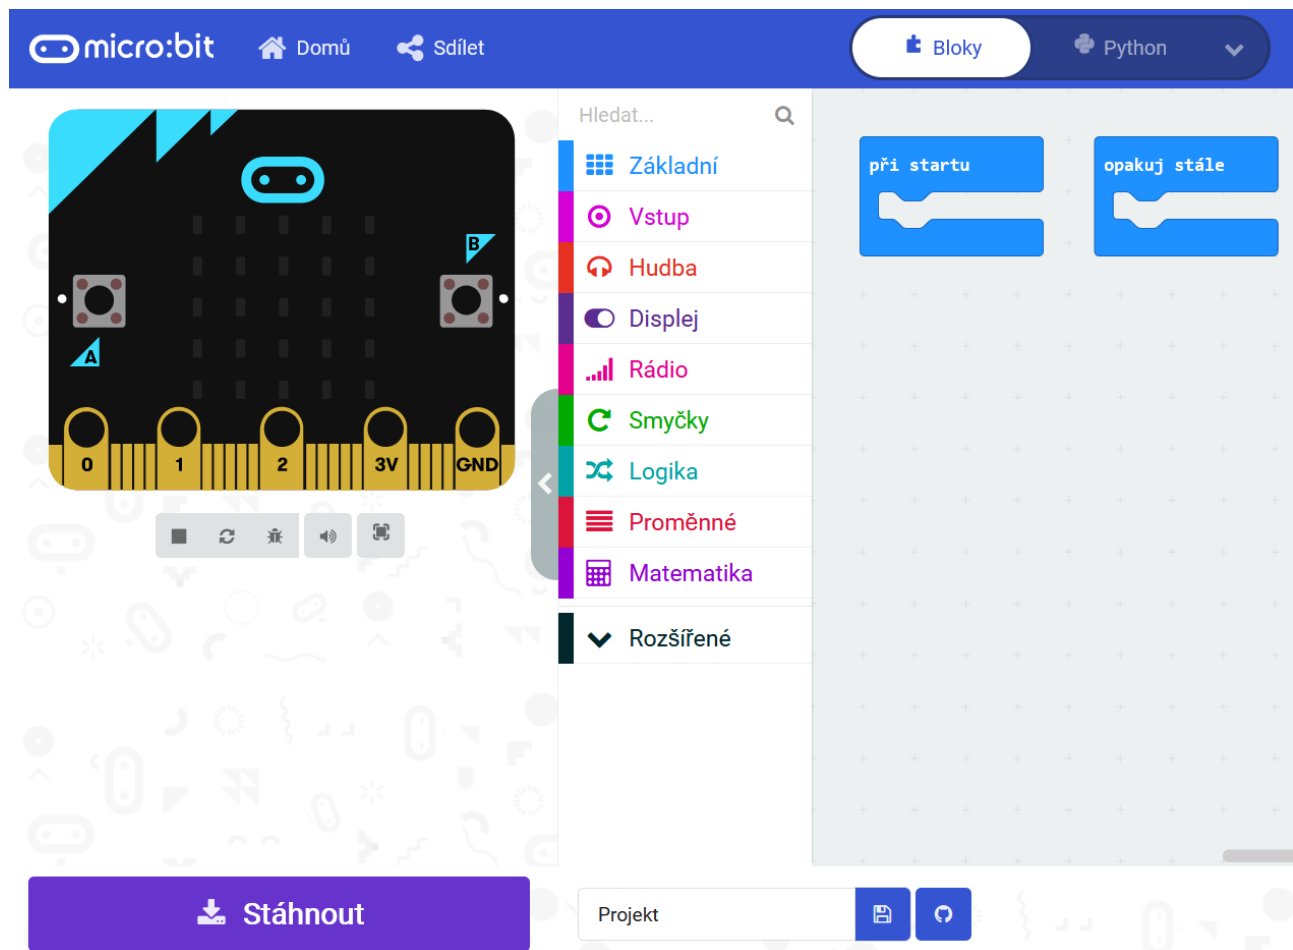 micro:bit Domů Sdílet Bloky Python
Hledat...
Základní
Vstup
Hudba
Displej
Rádio
Smyčky
Logika
Proměnné
Matematika
Rozšířené
při startu
opakuj stále
B
A
0 1 2 3V GND
Stáhnout
Projekt